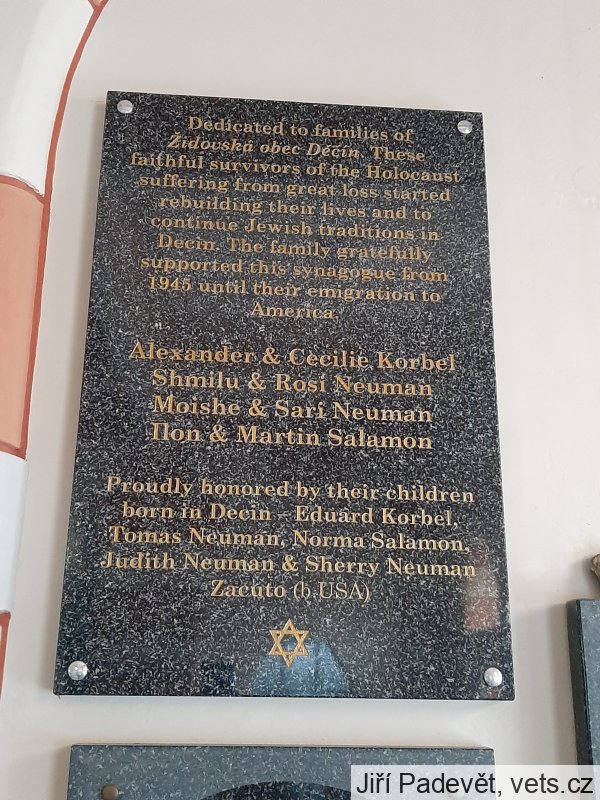 Dedicated to families of
Židovská obec Děčín. These
faithful survivors of the Holocaust
suffering from great loss started
rebuilding their lives and to
continue Jewish traditions in
Decin. The family gratefully
supported this synagogue from
1945 until their emigration to
America
Alexander & Cecilie Korbel
Shmilu & Rosi Neuman
Moishe & Sari Neuman
Ilon & Martin Salamon
Proudly honored by their children
born in Decin – Eduard Korbel,
Tomas Neuman, Norma Salamon,
Judith Neuman & Sherry Neuman
Zacuto (b USA)
Jiří Padevět, vets.cz